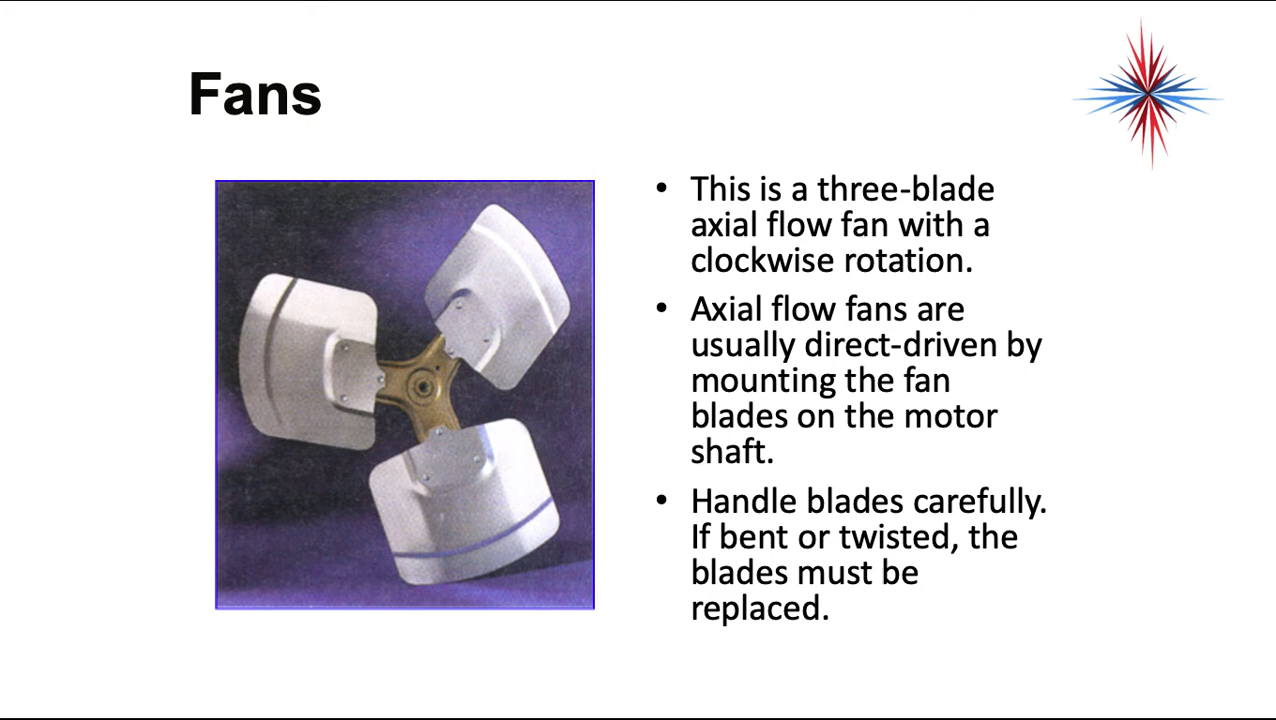 Fans
• This is a three-blade
axial flow fan with a
clockwise rotation.
• Axial flow fans are
usually direct-driven by
mounting the fan
blades on the motor
shaft.
• Handle blades carefully.
If bent or twisted, the
blades must be
replaced.